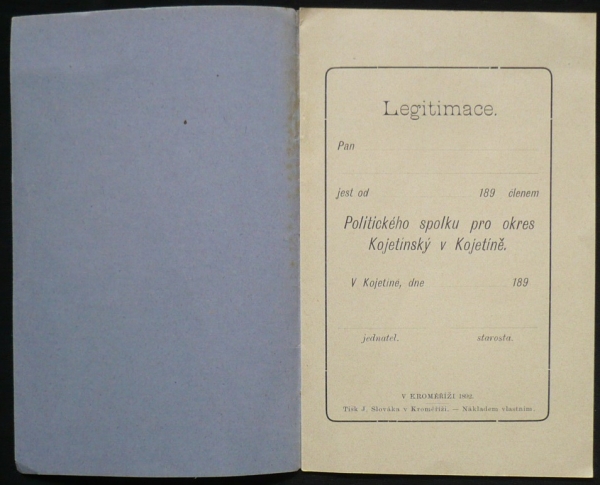 Legitimace.
Pan
jest od 189 členem
Politického spolku pro okres
Kojetínský v Kojetíně.
V Kojetíně, dne 189
jednatel. starosta.
V KROMĚŘÍŽI 1892.
Tisk J. Slováka v Kroměříži. — Nákladem vlastním.